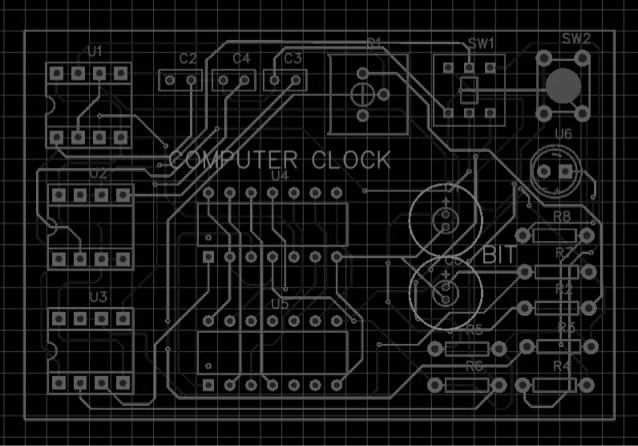 U1
C2
C4
C3
R1
SW1
SW2
U6
COMPUTER CLOCK
U2
U4
R8
BIT
R7
R2
U3
U5
R5
R3
R6
R4